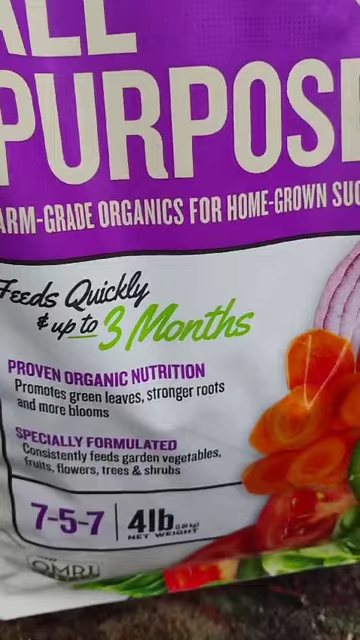 ALL
PURPOSE
ARM-GRADE ORGANICS FOR HOME-GROWN SUC
Feeds Quickly
& up to 3 Months
PROVEN ORGANIC NUTRITION
Promotes green leaves, stronger roots
and more blooms
SPECIALLY FORMULATED
Consistently feeds garden vegetables,
fruits, flowers, trees & shrubs
7-5-7
4lb
NET WEIGHT
OMRI